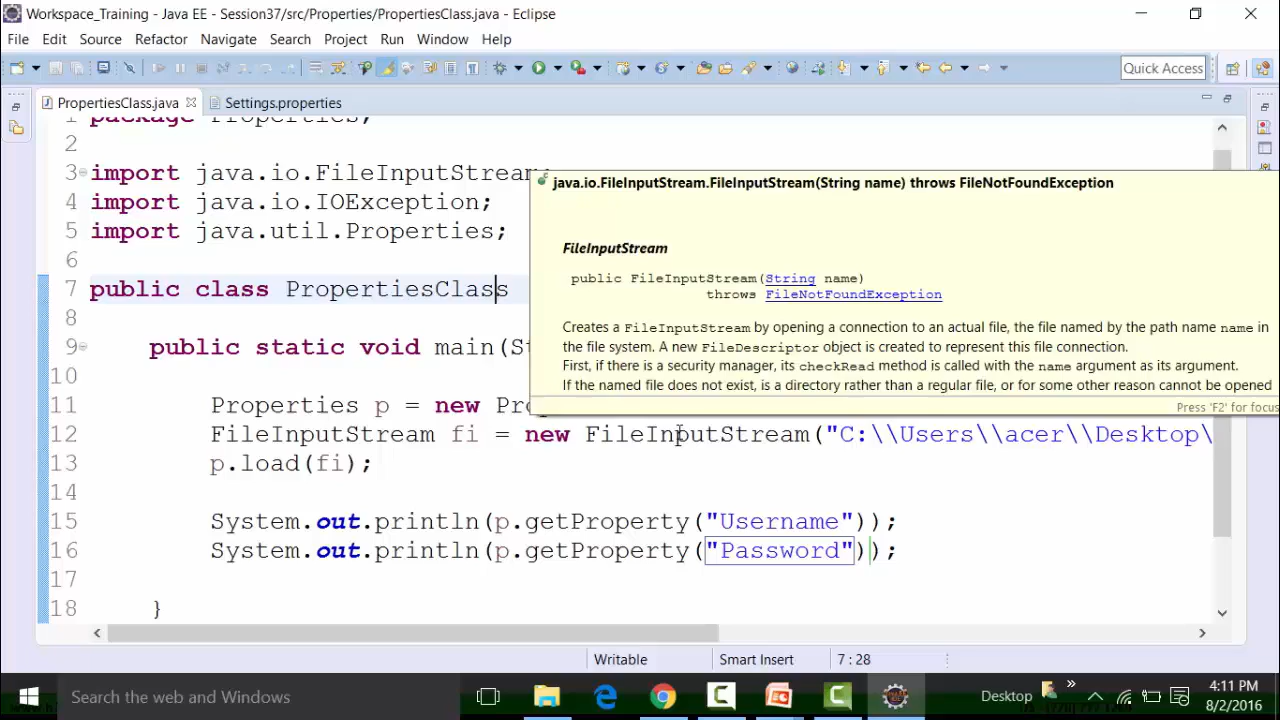 Workspace_Training - Java EE - Session37/src/Properties/PropertiesClass.java - Eclipse
File Edit Source Refactor Navigate Search Project Run Window Help
Quick Access
PropertiesClass.java Settings.properties
1 package Properties;
2
3 import java.io.FileInputStream;
4 import java.io.IOException;
5 import java.util.Properties;
6
7 public class PropertiesClass
8
9 public static void main(St
10
11 Properties p = new Pro
12 FileInputStream fi = new FileInputStream("C:\\Users\\acer\\Desktop\
13 p.load(fi);
14
15 System.out.println(p.getProperty("Username"));
16 System.out.println(p.getProperty("Password"));
17
18 }
java.io.FileInputStream.FileInputStream(String name) throws FileNotFoundException
FileInputStream
public FileInputStream(String name)
throws FileNotFoundException
Creates a FileInputStream by opening a connection to an actual file, the file named by the path name name in
the file system. A new FileDescriptor object is created to represent this file connection.
First, if there is a security manager, its checkRead method is called with the name argument as its argument.
If the named file does not exist, is a directory rather than a regular file, or for some other reason cannot be opened
Press 'F2' for focus
Writable Smart Insert 7 : 28
Search the web and Windows
Desktop
4:11 PM
8/2/2016